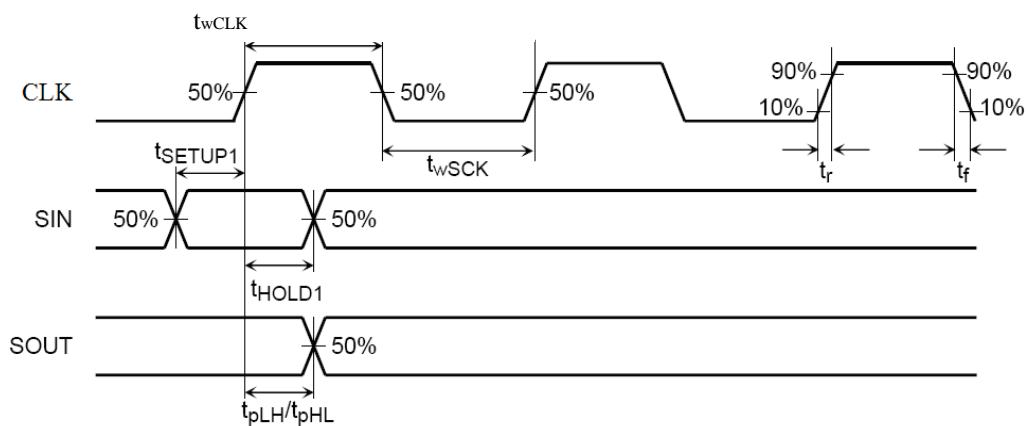 twCLK
CLK 50% 50% 50% 90% 10% 90% 10%
tSETUP1 twSCK tr tf
SIN 50% 50%
tHOLD1
SOUT 50%
tpLH/tpHL